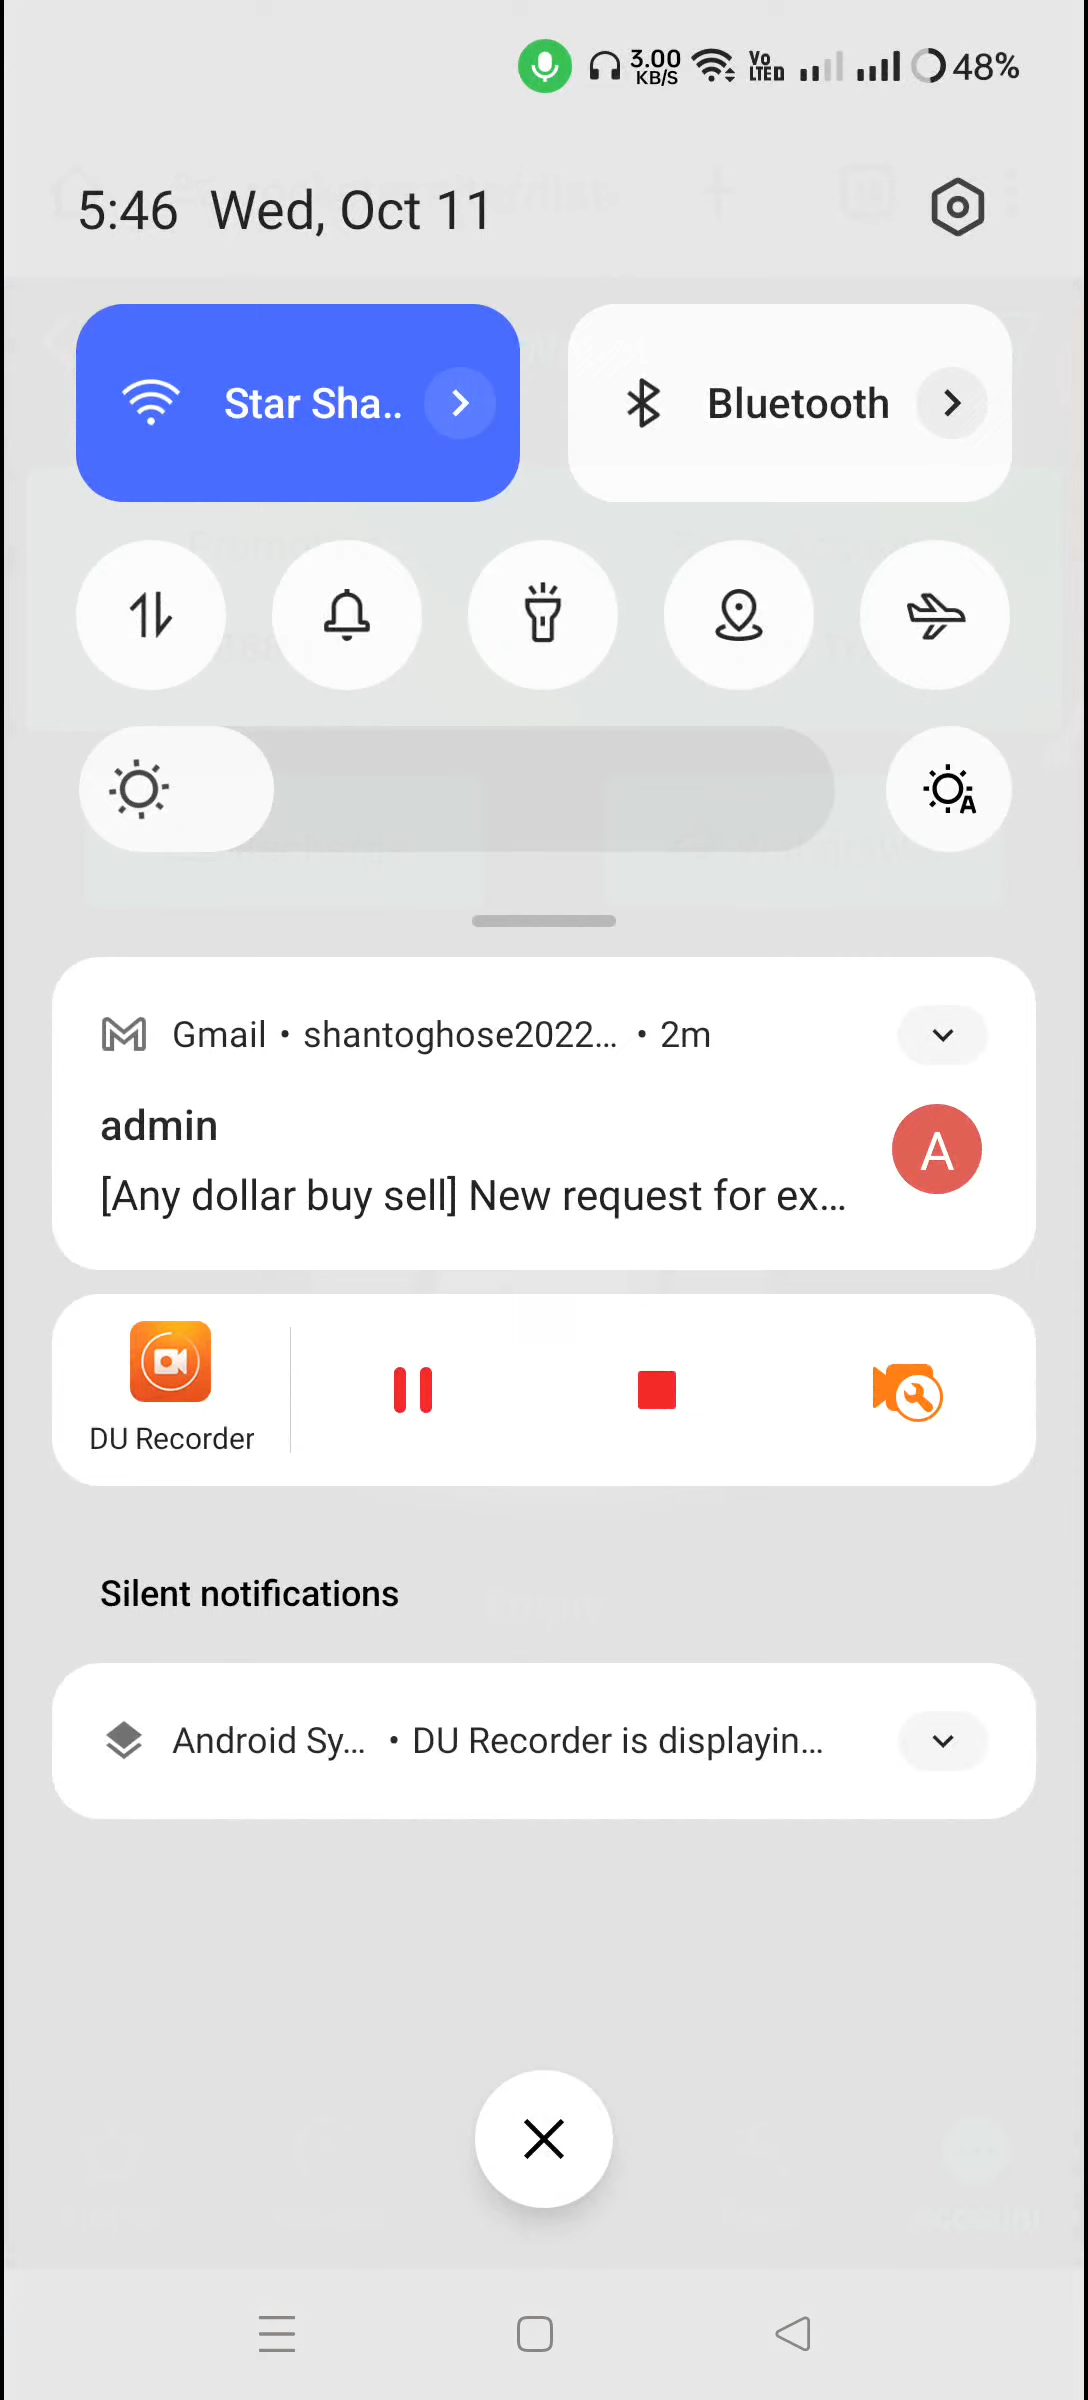 3.00 KB/S Vo LTE D 48%
5:46 Wed, Oct 11
Star Sha..
Bluetooth
A
Gmail • shantoghose2022... • 2m
admin
A
[Any dollar buy sell] New request for ex...
DU Recorder
Silent notifications
Android Sy... • DU Recorder is displayin...